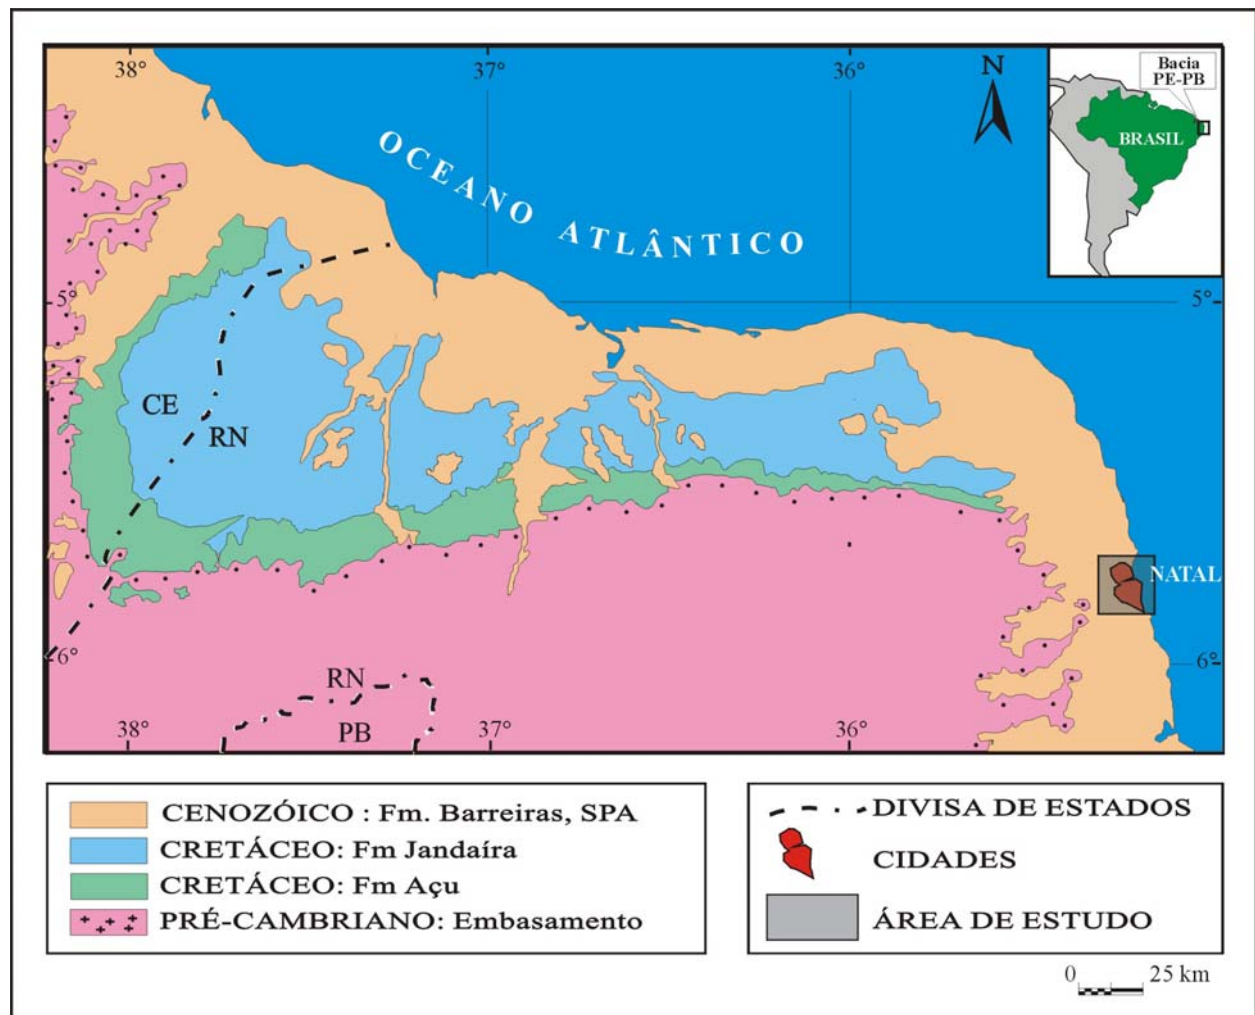 38°
37°
36°
N
Bacia
PE-PB
BRASIL
OCEANO ATLÂNTICO
5°
5°
CE
RN
NATAL
6°
6°
RN
PB
38°
37°
36°
CENOZÓICO : Fm. Barreiras, SPA
CRETÁCEO: Fm Jandaíra
CRETÁCEO: Fm Açu
PRÉ-CAMBRIANO: Embasamento
DIVISA DE ESTADOS
CIDADES
ÁREA DE ESTUDO
0 25 km